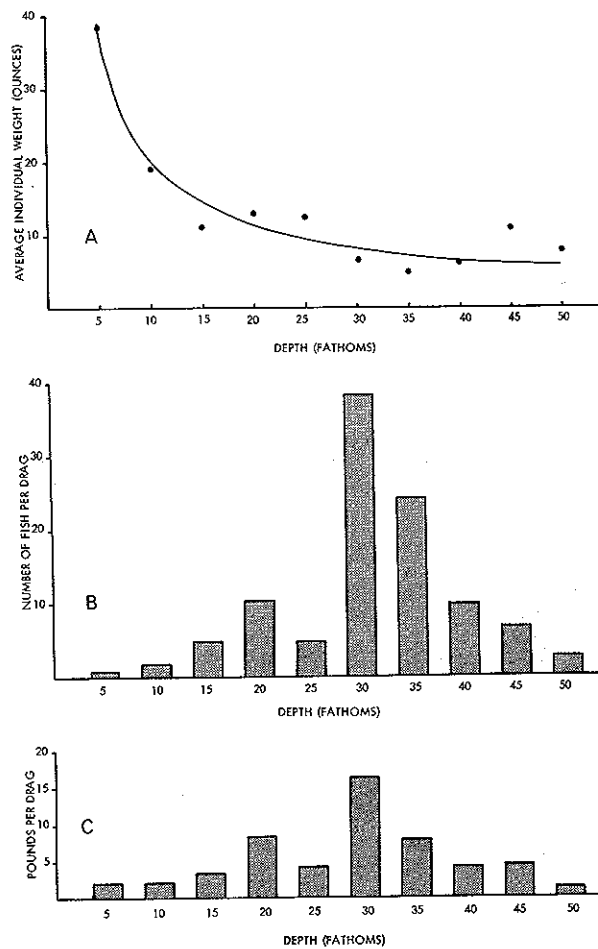 AVERAGE INDIVIDUAL WEIGHT (OUNCES)
40
30
20
10
A
5 10 15 20 25 30 35 40 45 50
DEPTH (FATHOMS)
NUMBER OF FISH PER DRAG
40
30
20
10
B
5 10 15 20 25 30 35 40 45 50
DEPTH (FATHOMS)
POUNDS PER DRAG
20
15
10
5
C
5 10 15 20 25 30 35 40 45 50
DEPTH (FATHOMS)